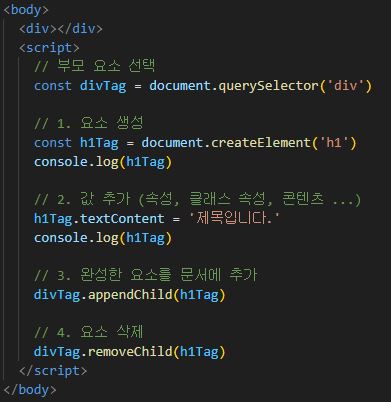 <body>
<div></div>
<script>
// 부모 요소 선택
const divTag = document.querySelector('div')
// 1. 요소 생성
const h1Tag = document.createElement('h1')
console.log(h1Tag)
// 2. 값 추가 (속성, 클래스 속성, 콘텐츠 ...)
h1Tag.textContent = '제목입니다.'
console.log(h1Tag)
// 3. 완성한 요소를 문서에 추가
divTag.appendChild(h1Tag)
// 4. 요소 삭제
divTag.removeChild(h1Tag)
</script>
</body>